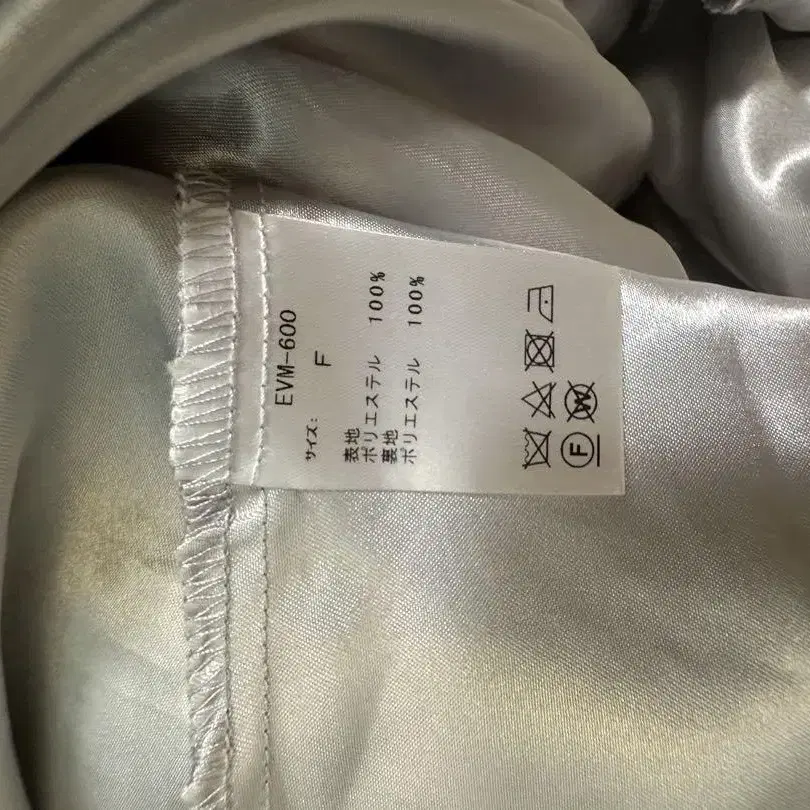 EVM-600
サイズ: F
表地
ポリエステル 100%
裏地
ポリエステル 100%
F W